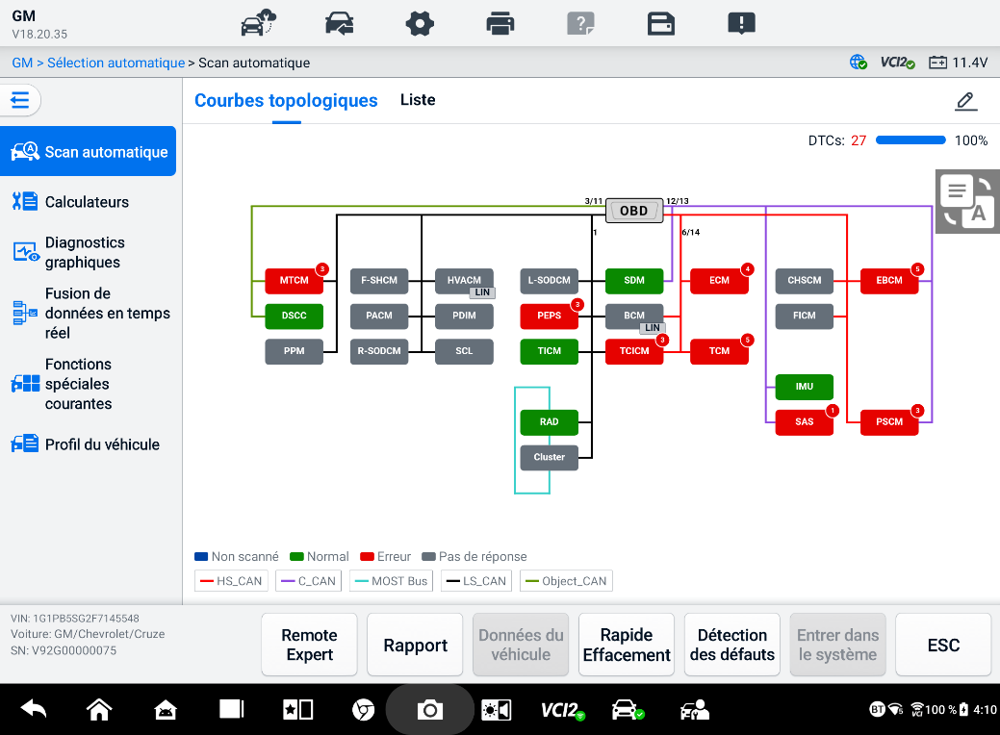 GM
V18.20.35
GM > Sélection automatique > Scan automatique
VCI2
11.4V
Courbes topologiques
Liste
DTCs: 27
100%
Scan automatique
Calculateurs
Diagnostics
graphiques
Fusion de
données en temps
réel
Fonctions
spéciales
courantes
Profil du véhicule
A
3/11
OBD
12/13
1
6/14
MTCM
3
F-SHCM
HVACM
LIN
L-SODCM
SDM
ECM
4
CHSCM
EBCM
5
DSCC
PACM
PDIM
PEPS
3
BCM
LIN
FICM
PPM
R-SODCM
SCL
TICM
TCICM
3
TCM
5
IMU
RAD
SAS
1
PSCM
3
Cluster
Non scanné
Normal
Erreur
Pas de réponse
HS_CAN
C_CAN
MOST Bus
LS_CAN
Object_CAN
VIN: 1G1PB5SG2F7145548
Voiture: GM/Chevrolet/Cruze
SN: V92G00000075
Remote
Expert
Rapport
Données du
véhicule
Rapide
Effacement
Détection
des défauts
Entrer dans
le système
ESC
VCI2
BT
5
VG
100 %
4:10